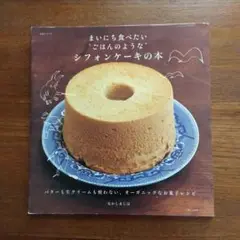 まいにち食べたい
“ごはんのような”
シフォンケーキの本
バターも生クリームも使わない、オーガニックなお菓子レシピ
なかしましほ